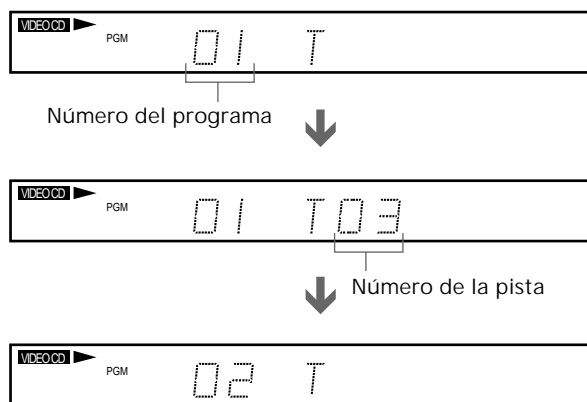 VIDEO CD
PGM 01 T
Número del programa
VIDEO CD
PGM 01 T03
Número de la pista
VIDEO CD
PGM 02 T